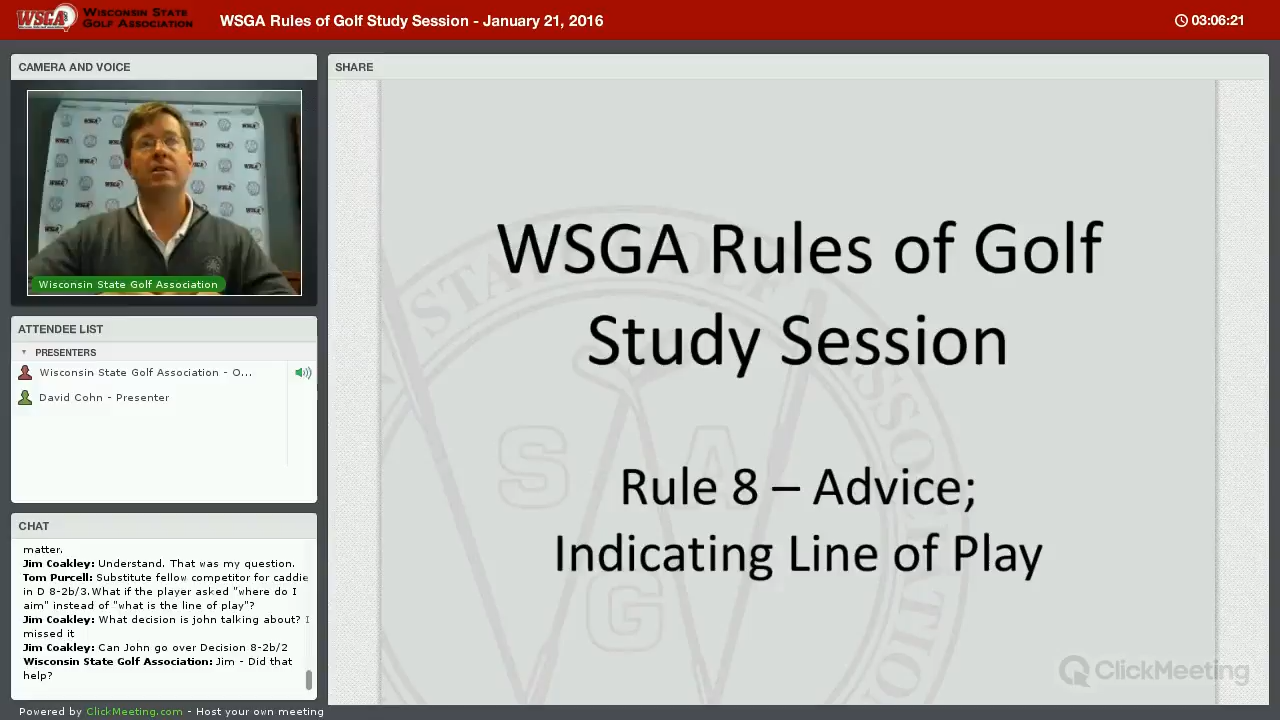 WSGA
WISCONSIN STATE
GOLF ASSOCIATION
WSGA Rules of Golf Study Session - January 21, 2016
03:06:21
CAMERA AND VOICE
Wisconsin State Golf Association
ATTENDEE LIST
PRESENTERS
Wisconsin State Golf Association - O...
David Cohn - Presenter
CHAT
matter.
Jim Coakley: Understand. That was my question.
Tom Purcell: Substitute fellow competitor for caddie
in D 8-2b/3.What if the player asked "where do I
aim" instead of "what is the line of play"?
Jim Coakley: What decision is john talking about? I
missed it
Jim Coakley: Can John go over Decision 8-2b/2
Wisconsin State Golf Association: Jim - Did that
help?
Powered by ClickMeeting.com - Host your own meeting
SHARE
WSGA Rules of Golf
Study Session
Rule 8 – Advice;
Indicating Line of Play
S
A
G
ClickMeeting